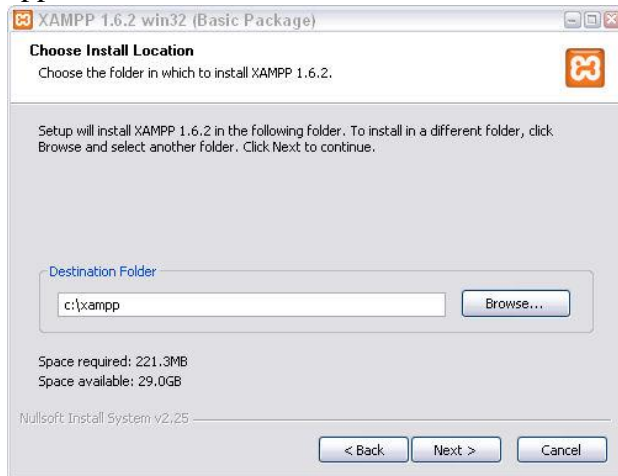 XAMPP 1.6.2 win32 (Basic Package)
Choose Install Location
Choose the folder in which to install XAMPP 1.6.2.
Setup will install XAMPP 1.6.2 in the following folder. To install in a different folder, click
Browse and select another folder. Click Next to continue.
Destination Folder
c:\xampp
Browse...
Space required: 221.3MB
Space available: 29.0GB
Nullsoft Install System v2.25
< Back
Next >
Cancel